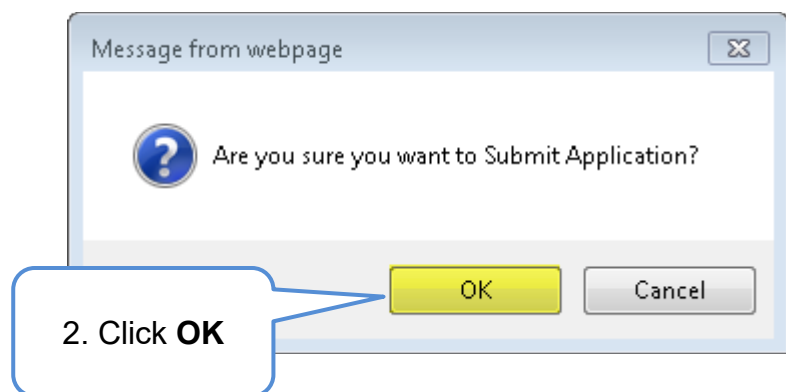 Message from webpage
Are you sure you want to Submit Application?
OK
Cancel
2. Click OK